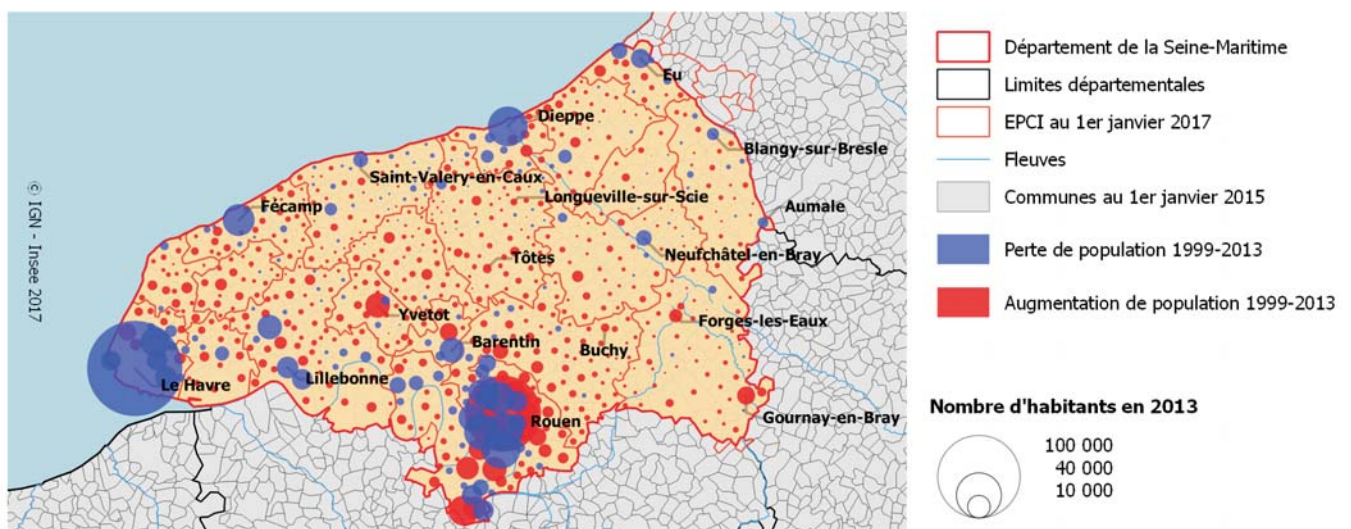 © IGN - Insee 2017
Eu
Dieppe
Blangy-sur-Bresle
Saint-Valery-en-Caux
Longueville-sur-Scie
Fécamp
Aumale
Neufchâtel-en-Bray
Tôtes
Yvetot
Forges-les-Eaux
Barentin
Buchy
Lillebonne
Le Havre
Rouen
Gournay-en-Bray
Département de la Seine-Maritime
Limites départementales
EPCI au 1er janvier 2017
Fleuves
Communes au 1er janvier 2015
Perte de population 1999-2013
Augmentation de population 1999-2013
Nombre d'habitants en 2013
100 000
40 000
10 000